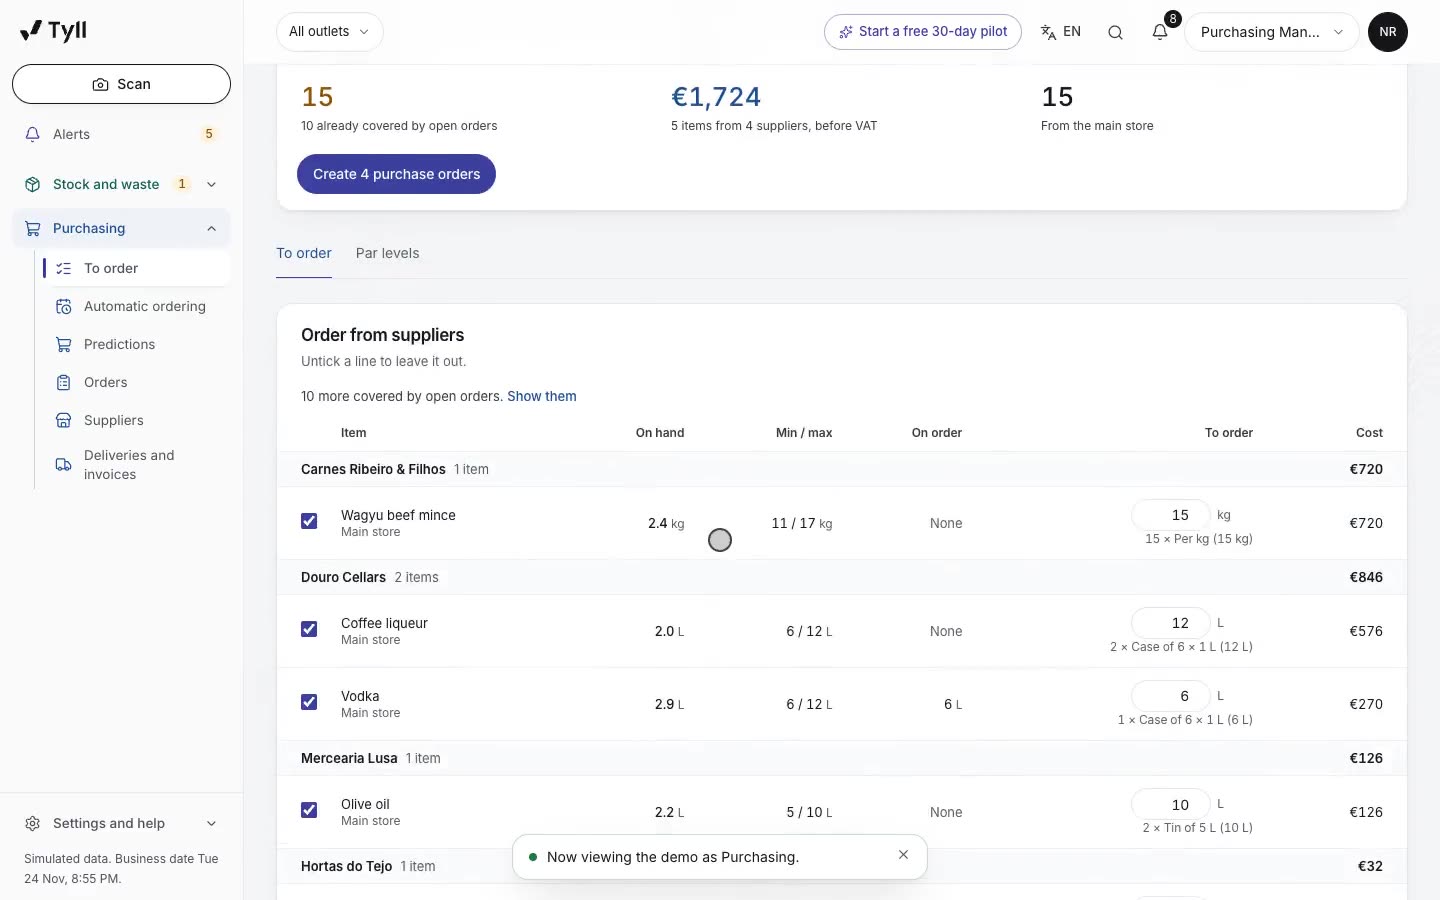 Tyll
All outlets
Start a free 30-day pilot
EN
8
Purchasing Man...
NR
Scan
Alerts 5
Stock and waste 1
Purchasing
To order
Automatic ordering
Predictions
Orders
Suppliers
Deliveries and
invoices
Settings and help
Simulated data. Business date Tue
24 Nov, 8:55 PM.
15 €1,724 15
10 already covered by open orders 5 items from 4 suppliers, before VAT From the main store
Create 4 purchase orders
To order Par levels
Order from suppliers
Untick a line to leave it out.
10 more covered by open orders. Show them
Item On hand Min / max On order To order Cost
Carnes Ribeiro & Filhos 1 item €720
Wagyu beef mince 2.4 kg 11 / 17 kg None 15 kg €720
Main store 15 × Per kg (15 kg)
Douro Cellars 2 items €846
Coffee liqueur 2.0 L 6 / 12 L None 12 L €576
Main store 2 × Case of 6 × 1 L (12 L)
Vodka 2.9 L 6 / 12 L 6 L 6 L €270
Main store 1 × Case of 6 × 1 L (6 L)
Mercearia Lusa 1 item €126
Olive oil 2.2 L 5 / 10 L None 10 L €126
Main store 2 × Tin of 5 L (10 L)
Hortas do Tejo 1 item €32
Now viewing the demo as Purchasing.